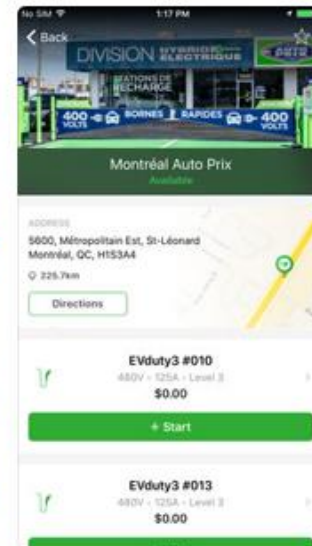 No SIM
1:17 PM
Back
DIVISION HYBRIDE
ÉLECTRIQUE
STATIONS DE
RECHARGE
400
VOLTS
BORNES
RAPIDES
400
VOLTS
Montréal Auto Prix
Available
ADDRESS
5600, Métropolitain Est, St-Léonard
Montréal, QC, H1S3A4
225.7km
Directions
EVduty3 #010
480V - 125A - Level 3
$0.00
+ Start
EVduty3 #013
480V - 125A - Level 3
$0.00